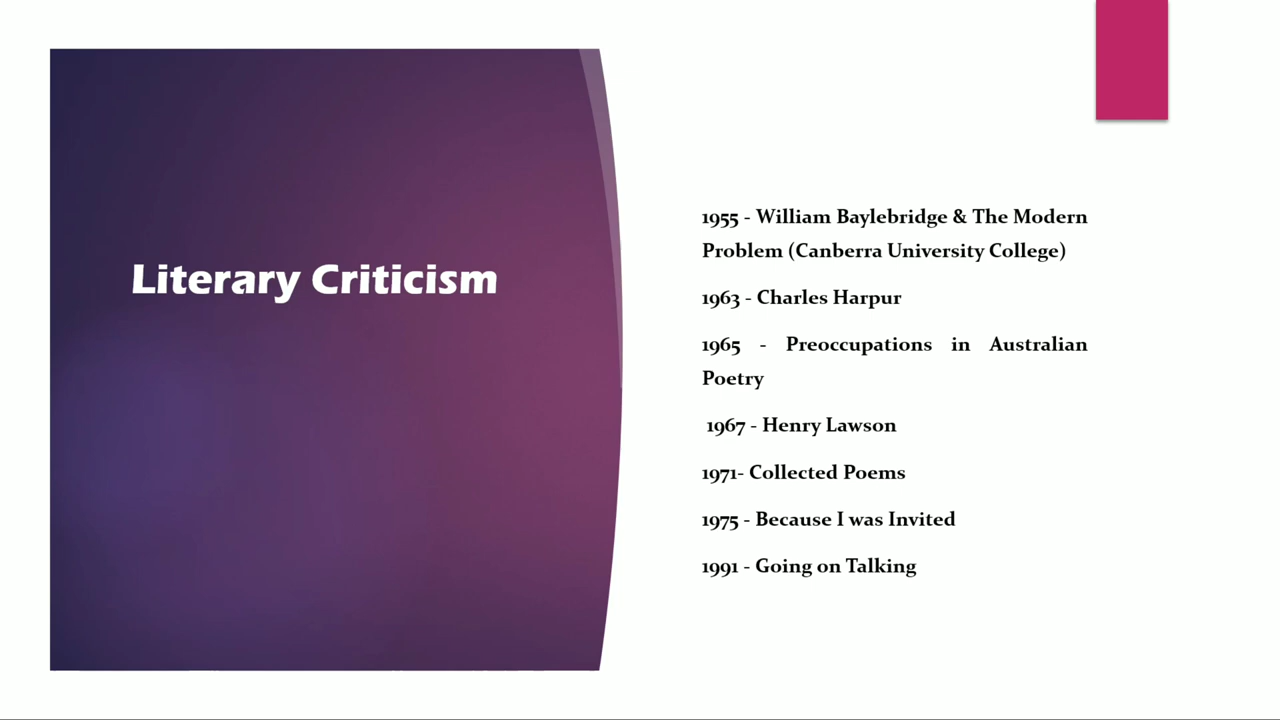 Literary Criticism
1955 - William Baylebridge & The Modern
Problem (Canberra University College)
1963 - Charles Harpur
1965 - Preoccupations in Australian
Poetry
1967 - Henry Lawson
1971- Collected Poems
1975 - Because I was Invited
1991 - Going on Talking